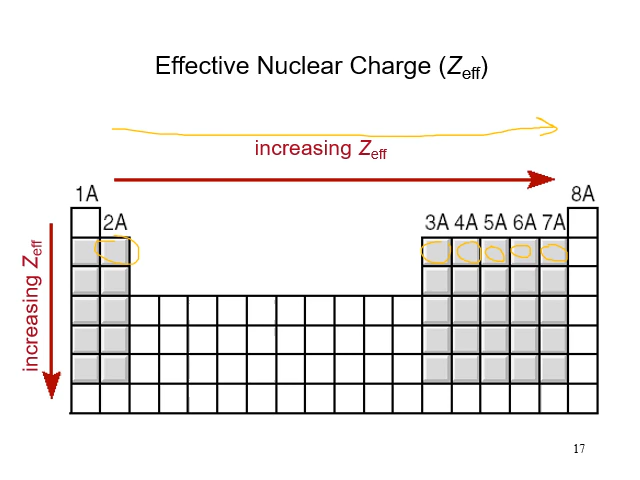 Effective Nuclear Charge (Zeff)
increasing Zeff
1A
8A
2A
3A 4A 5A 6A 7A
increasing Zeff
17